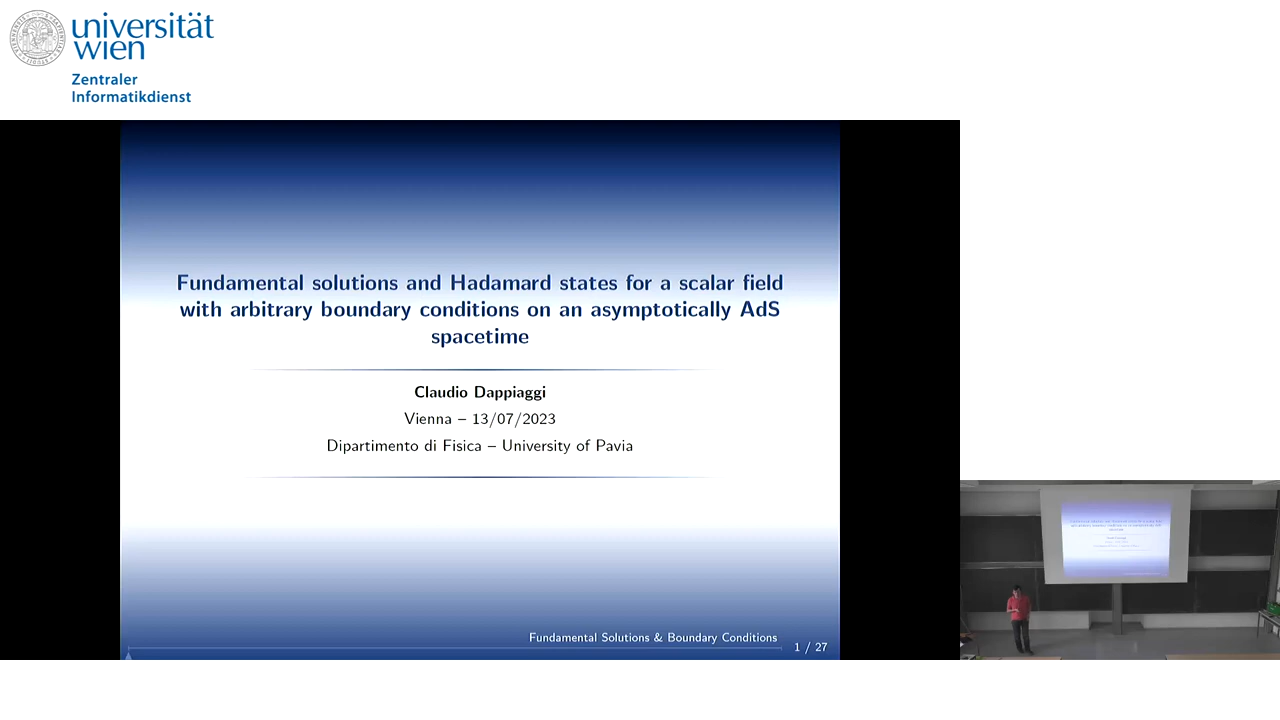 universität
wien
Zentraler
Informatikdienst
Fundamental solutions and Hadamard states for a scalar field
with arbitrary boundary conditions on an asymptotically AdS
spacetime
Claudio Dappiaggi
Vienna – 13/07/2023
Dipartimento di Fisica – University of Pavia
Fundamental Solutions & Boundary Conditions
1 / 27